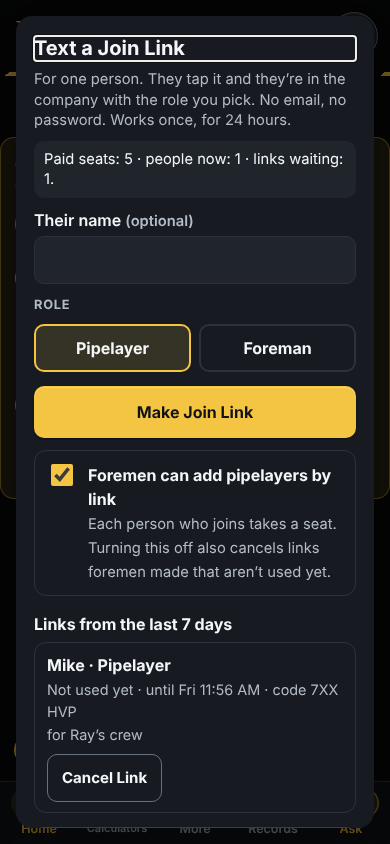 Text a Join Link
For one person. They tap it and they’re in the
company with the role you pick. No email, no
password. Works once, for 24 hours.
Paid seats: 5 · people now: 1 · links waiting:
1.
Their name (optional)
ROLE
Pipelayer
Foreman
Make Join Link
Foremen can add pipelayers by
link
Each person who joins takes a seat.
Turning this off also cancels links
foremen made that aren’t used yet.
Links from the last 7 days
Mike · Pipelayer
Not used yet · until Fri 11:56 AM · code 7XX
HVP
for Ray’s crew
Cancel Link
Home Calculators More Records Ask